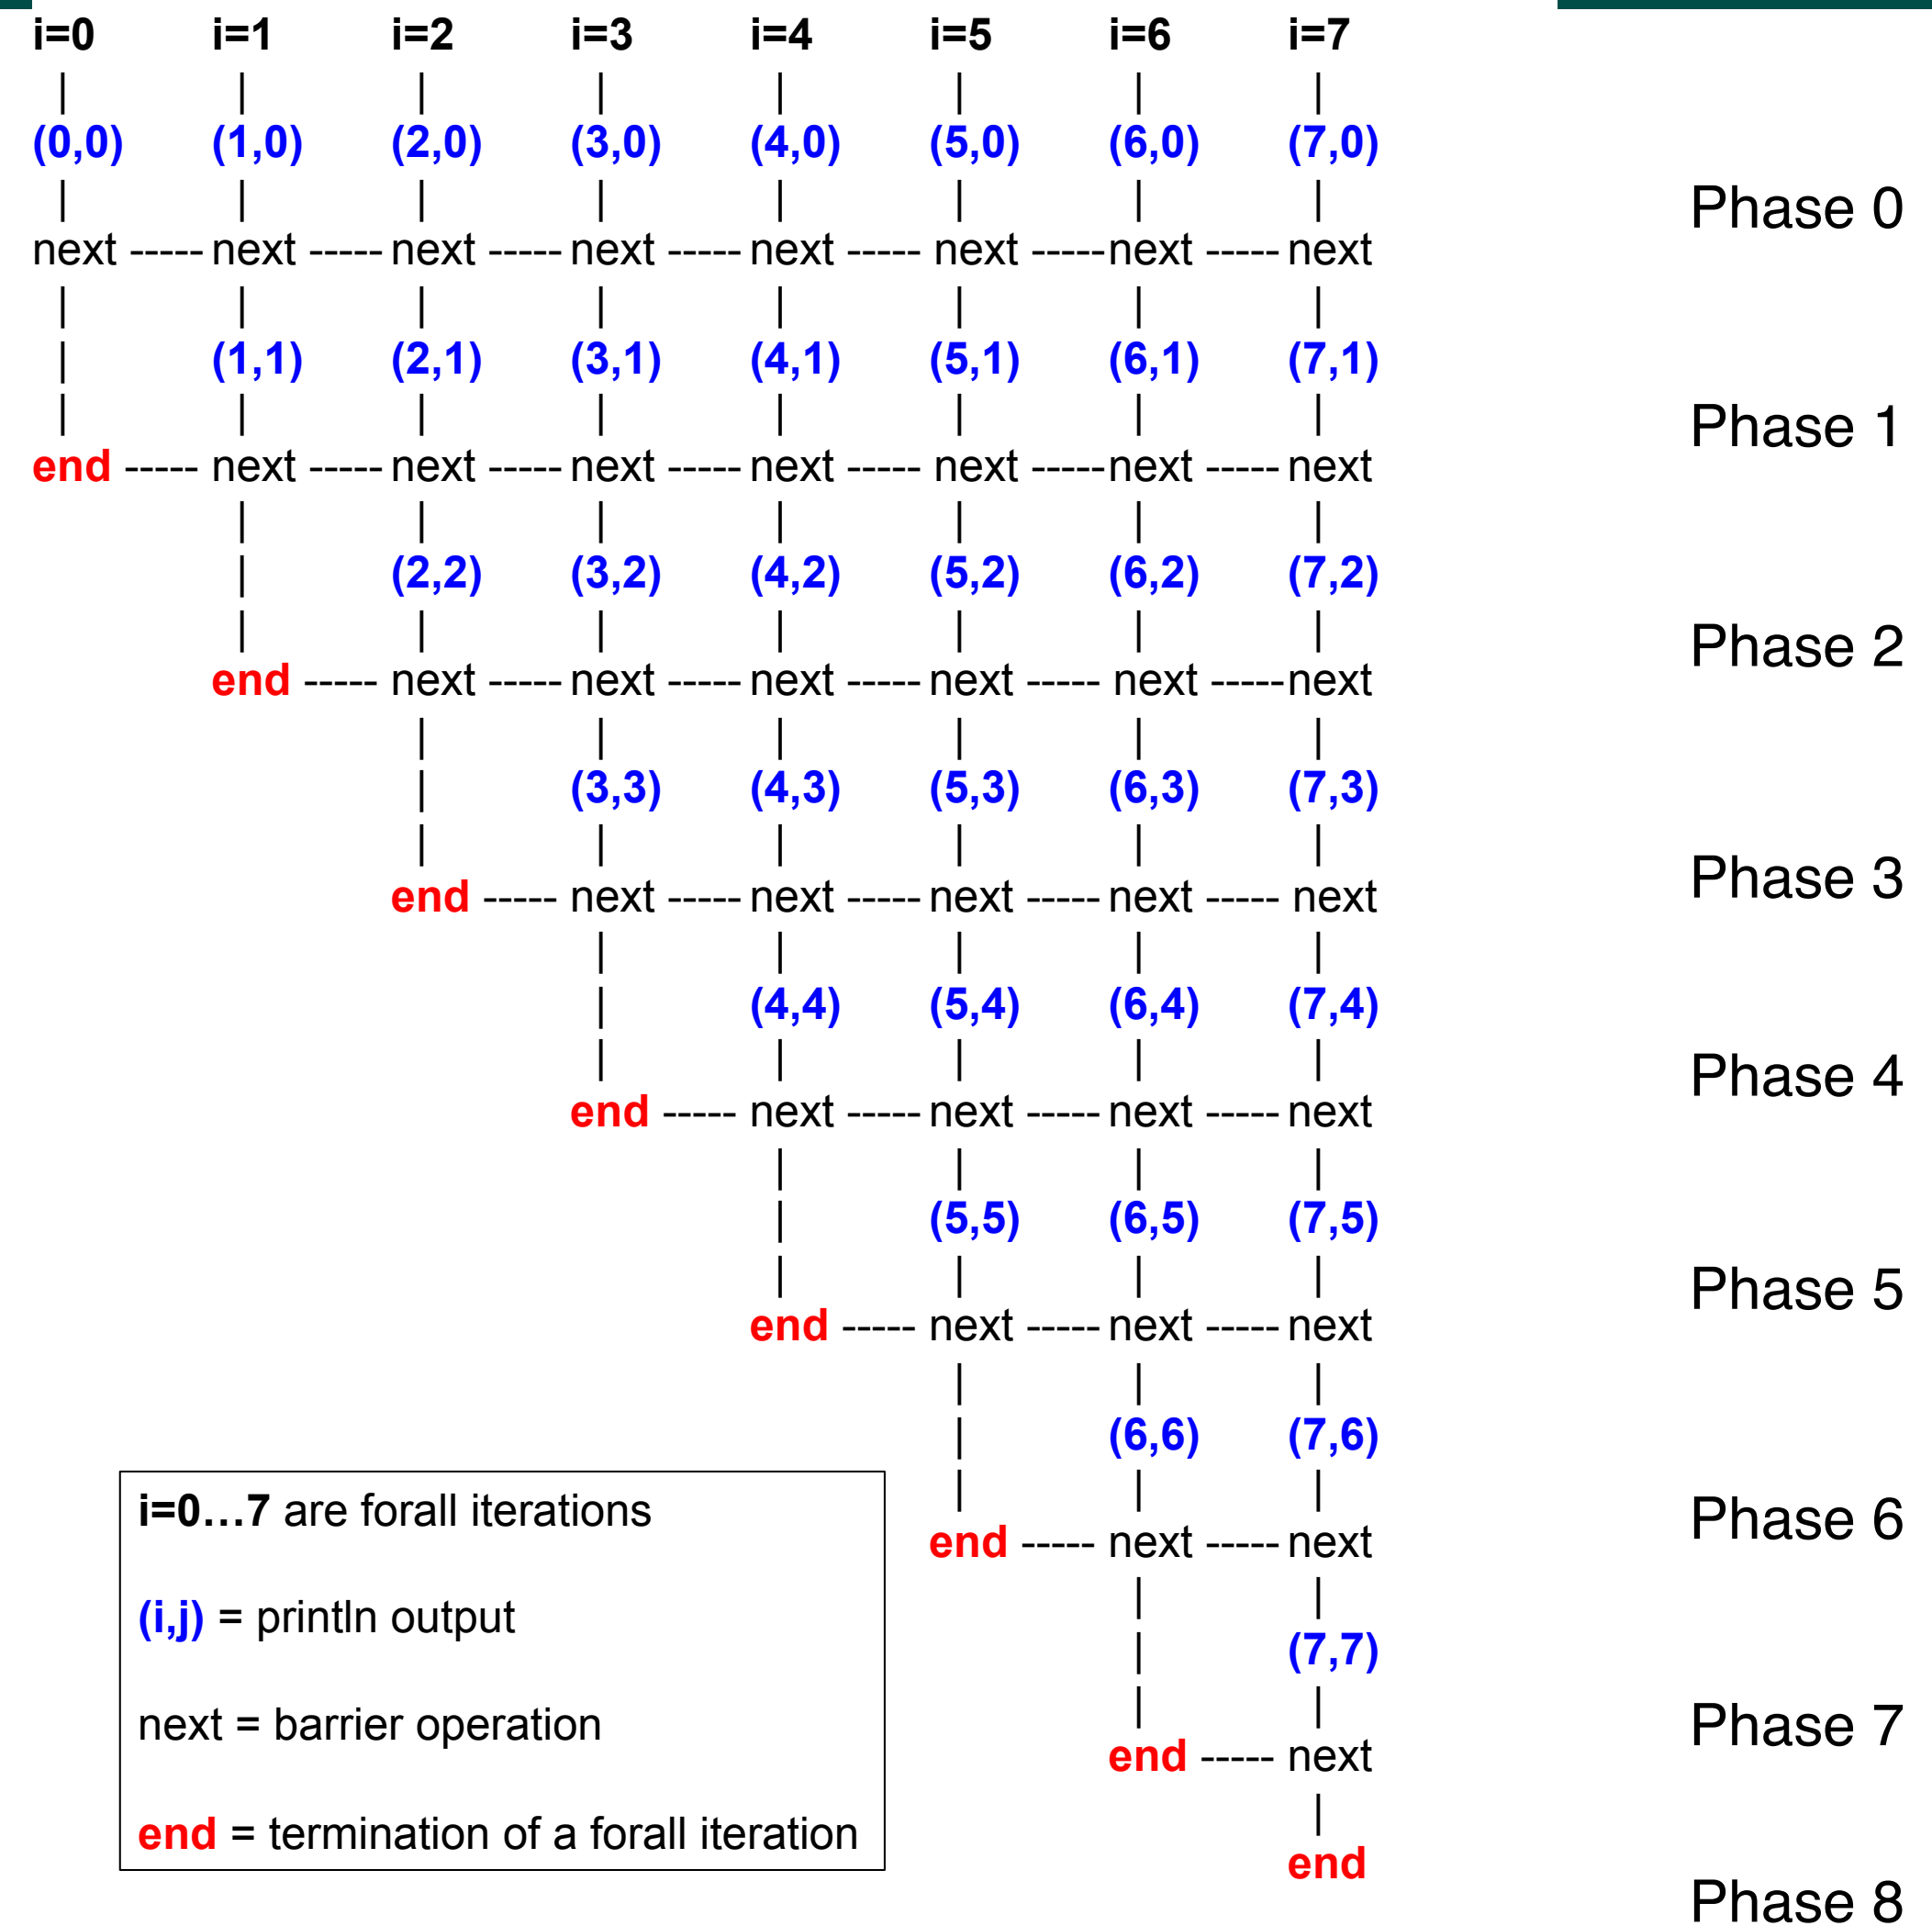 i=0 i=1 i=2 i=3 i=4 i=5 i=6 i=7
| | | | | | | |
(0,0) (1,0) (2,0) (3,0) (4,0) (5,0) (6,0) (7,0)
| | | | | | | |
Phase 0
next ----- next ----- next ----- next ----- next ----- next ----- next ----- next
| | | | | | | |
| (1,1) (2,1) (3,1) (4,1) (5,1) (6,1) (7,1)
| | | | | | | |
Phase 1
end ----- next ----- next ----- next ----- next ----- next ----- next ----- next
| | | | | | |
| (2,2) (3,2) (4,2) (5,2) (6,2) (7,2)
| | | | | | |
Phase 2
end ----- next ----- next ----- next ----- next ----- next ----- next
| | | | | |
| (3,3) (4,3) (5,3) (6,3) (7,3)
| | | | | |
Phase 3
end ----- next ----- next ----- next ----- next ----- next
| | | | |
| (4,4) (5,4) (6,4) (7,4)
| | | | |
Phase 4
end ----- next ----- next ----- next ----- next
| | | |
| (5,5) (6,5) (7,5)
| | | |
Phase 5
end ----- next ----- next ----- next
| | |
| (6,6) (7,6)
| | |
Phase 6
end ----- next ----- next
| |
| (7,7)
| |
Phase 7
end ----- next
|
end
Phase 8
i=0…7 are forall iterations
(i,j) = println output
next = barrier operation
end = termination of a forall iteration